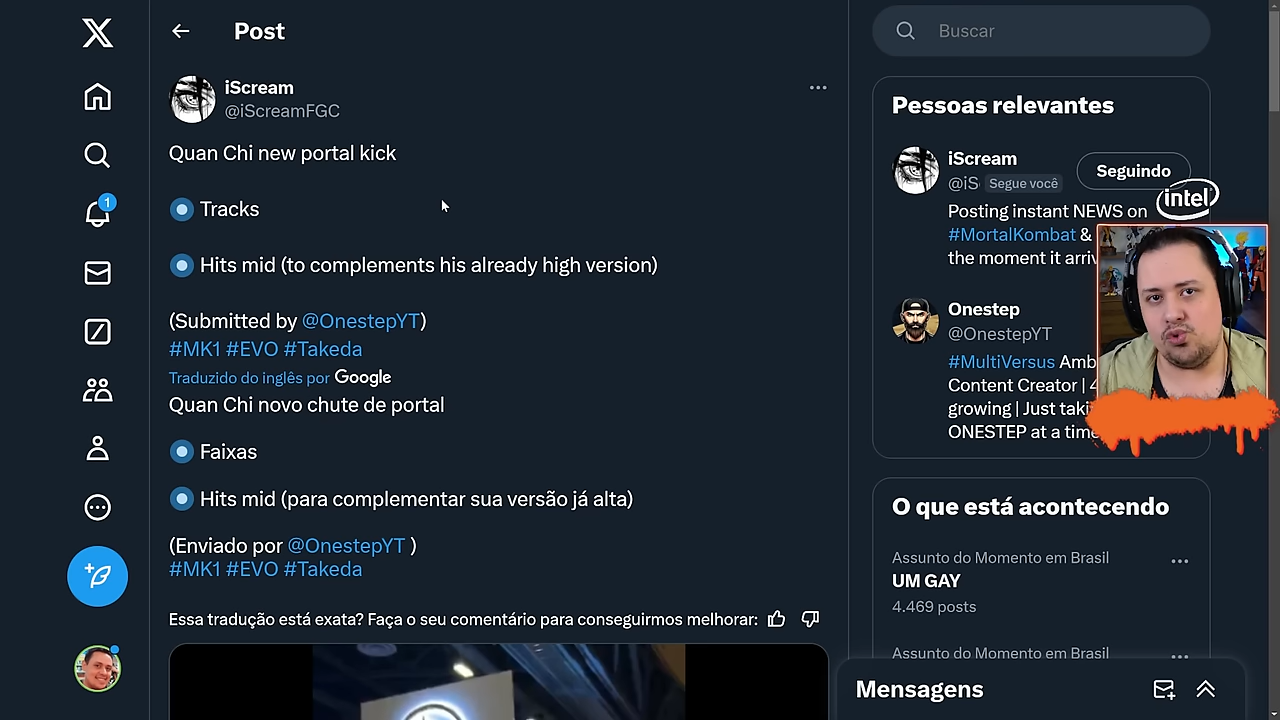 Post
Buscar
iScream
@iScreamFGC
Quan Chi new portal kick
Tracks
Hits mid (to complements his already high version)
(Submitted by @OnestepYT)
#MK1 #EVO #Takeda
Traduzido do inglês por Google
Quan Chi novo chute de portal
Faixas
Hits mid (para complementar sua versão já alta)
(Enviado por @OnestepYT )
#MK1 #EVO #Takeda
Essa tradução está exata? Faça o seu comentário para conseguirmos melhorar:
Pessoas relevantes
iScream
@iS Segue você
Seguindo
intel
Posting instant NEWS on
#MortalKombat &
the moment it arriv
Onestep
@OnestepYT
#MultiVersus Amb
Content Creator | 4
growing | Just taki
ONESTEP at a time
O que está acontecendo
Assunto do Momento em Brasil
UM GAY
4.469 posts
Assunto do Momento em Brasil
Mensagens
1